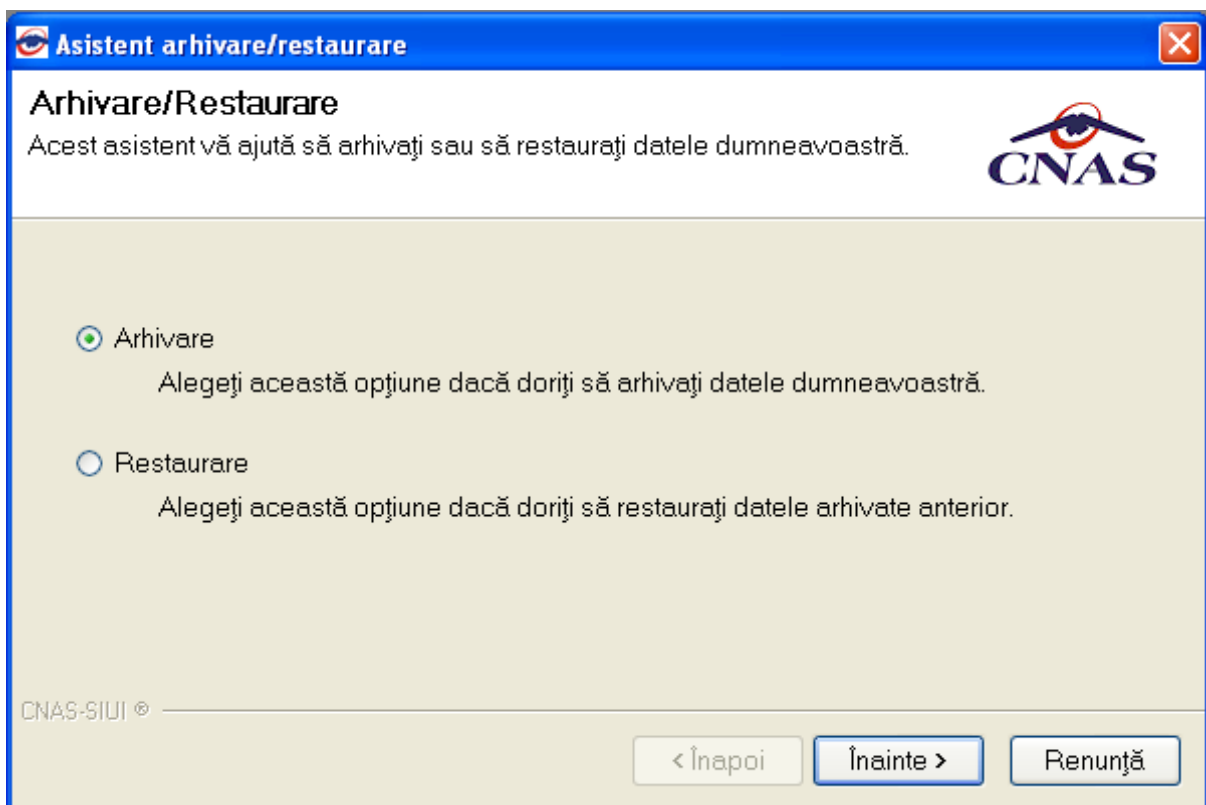 Asistent arhivare/restaurare
Arhivare/Restaurare
Acest asistent vă ajută să arhivaţi sau să restauraţi datele dumneavoastră.
CNAS
Arhivare
Alegeţi această opţiune dacă doriţi să arhivaţi datele dumneavoastră.
Restaurare
Alegeţi această opţiune dacă doriţi să restauraţi datele arhivate anterior.
CNAS-SIUI ®
< Înapoi Înainte > Renunţă